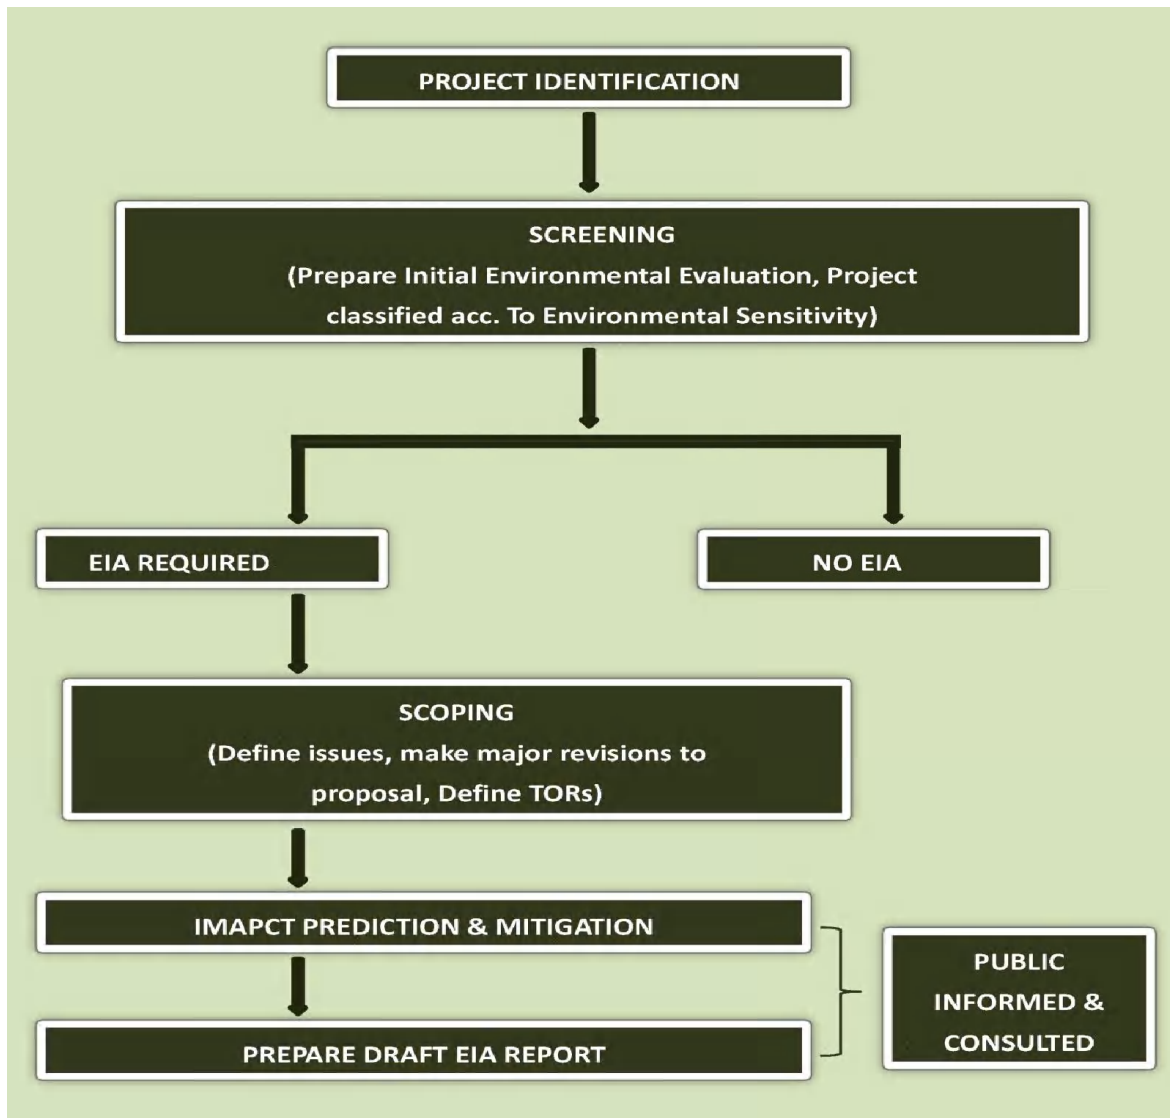 PROJECT IDENTIFICATION
SCREENING
(Prepare Initial Environmental Evaluation, Project
classified acc. To Environmental Sensitivity)
EIA REQUIRED
NO EIA
SCOPING
(Define issues, make major revisions to
proposal, Define TORs)
IMAPCT PREDICTION & MITIGATION
PREPARE DRAFT EIA REPORT
PUBLIC
INFORMED &
CONSULTED